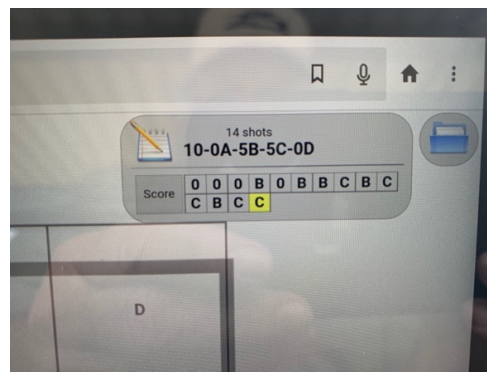 14 shots
10-0A-5B-5C-0D
Score
0 0 0 B 0 B B C B C
C B C C
D